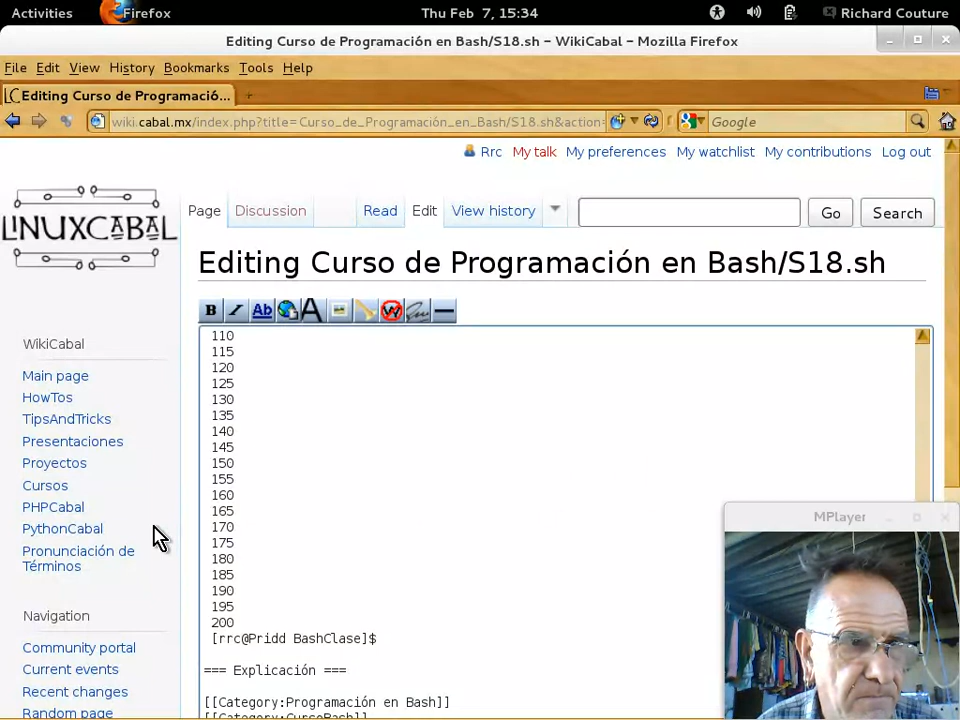 Activities Firefox Thu Feb 7, 15:34 Richard Couture
Editing Curso de Programación en Bash/S18.sh – WikiCabal – Mozilla Firefox
File Edit View History Bookmarks Tools Help
Editing Curso de Programació...
wiki.cabal.mx/index.php?title=Curso_de_Programación_en_Bash/S18.sh&action= Google
Rrc My talk My preferences My watchlist My contributions Log out
LINUXCABAL
Page Discussion Read Edit View history Go Search
Editing Curso de Programación en Bash/S18.sh
B I Ab A W
WikiCabal
Main page
HowTos
TipsAndTricks
Presentaciones
Proyectos
Cursos
PHPCabal
PythonCabal
Pronunciación de
Términos
Navigation
Community portal
Current events
Recent changes
Random page
110
115
120
125
130
135
140
145
150
155
160
165
170
175
180
185
190
195
200
[rrc@Pridd BashClase]$
=== Explicación ===
[[Category:Programación en Bash]]
[[Category:CursoBash]]
MPlayer